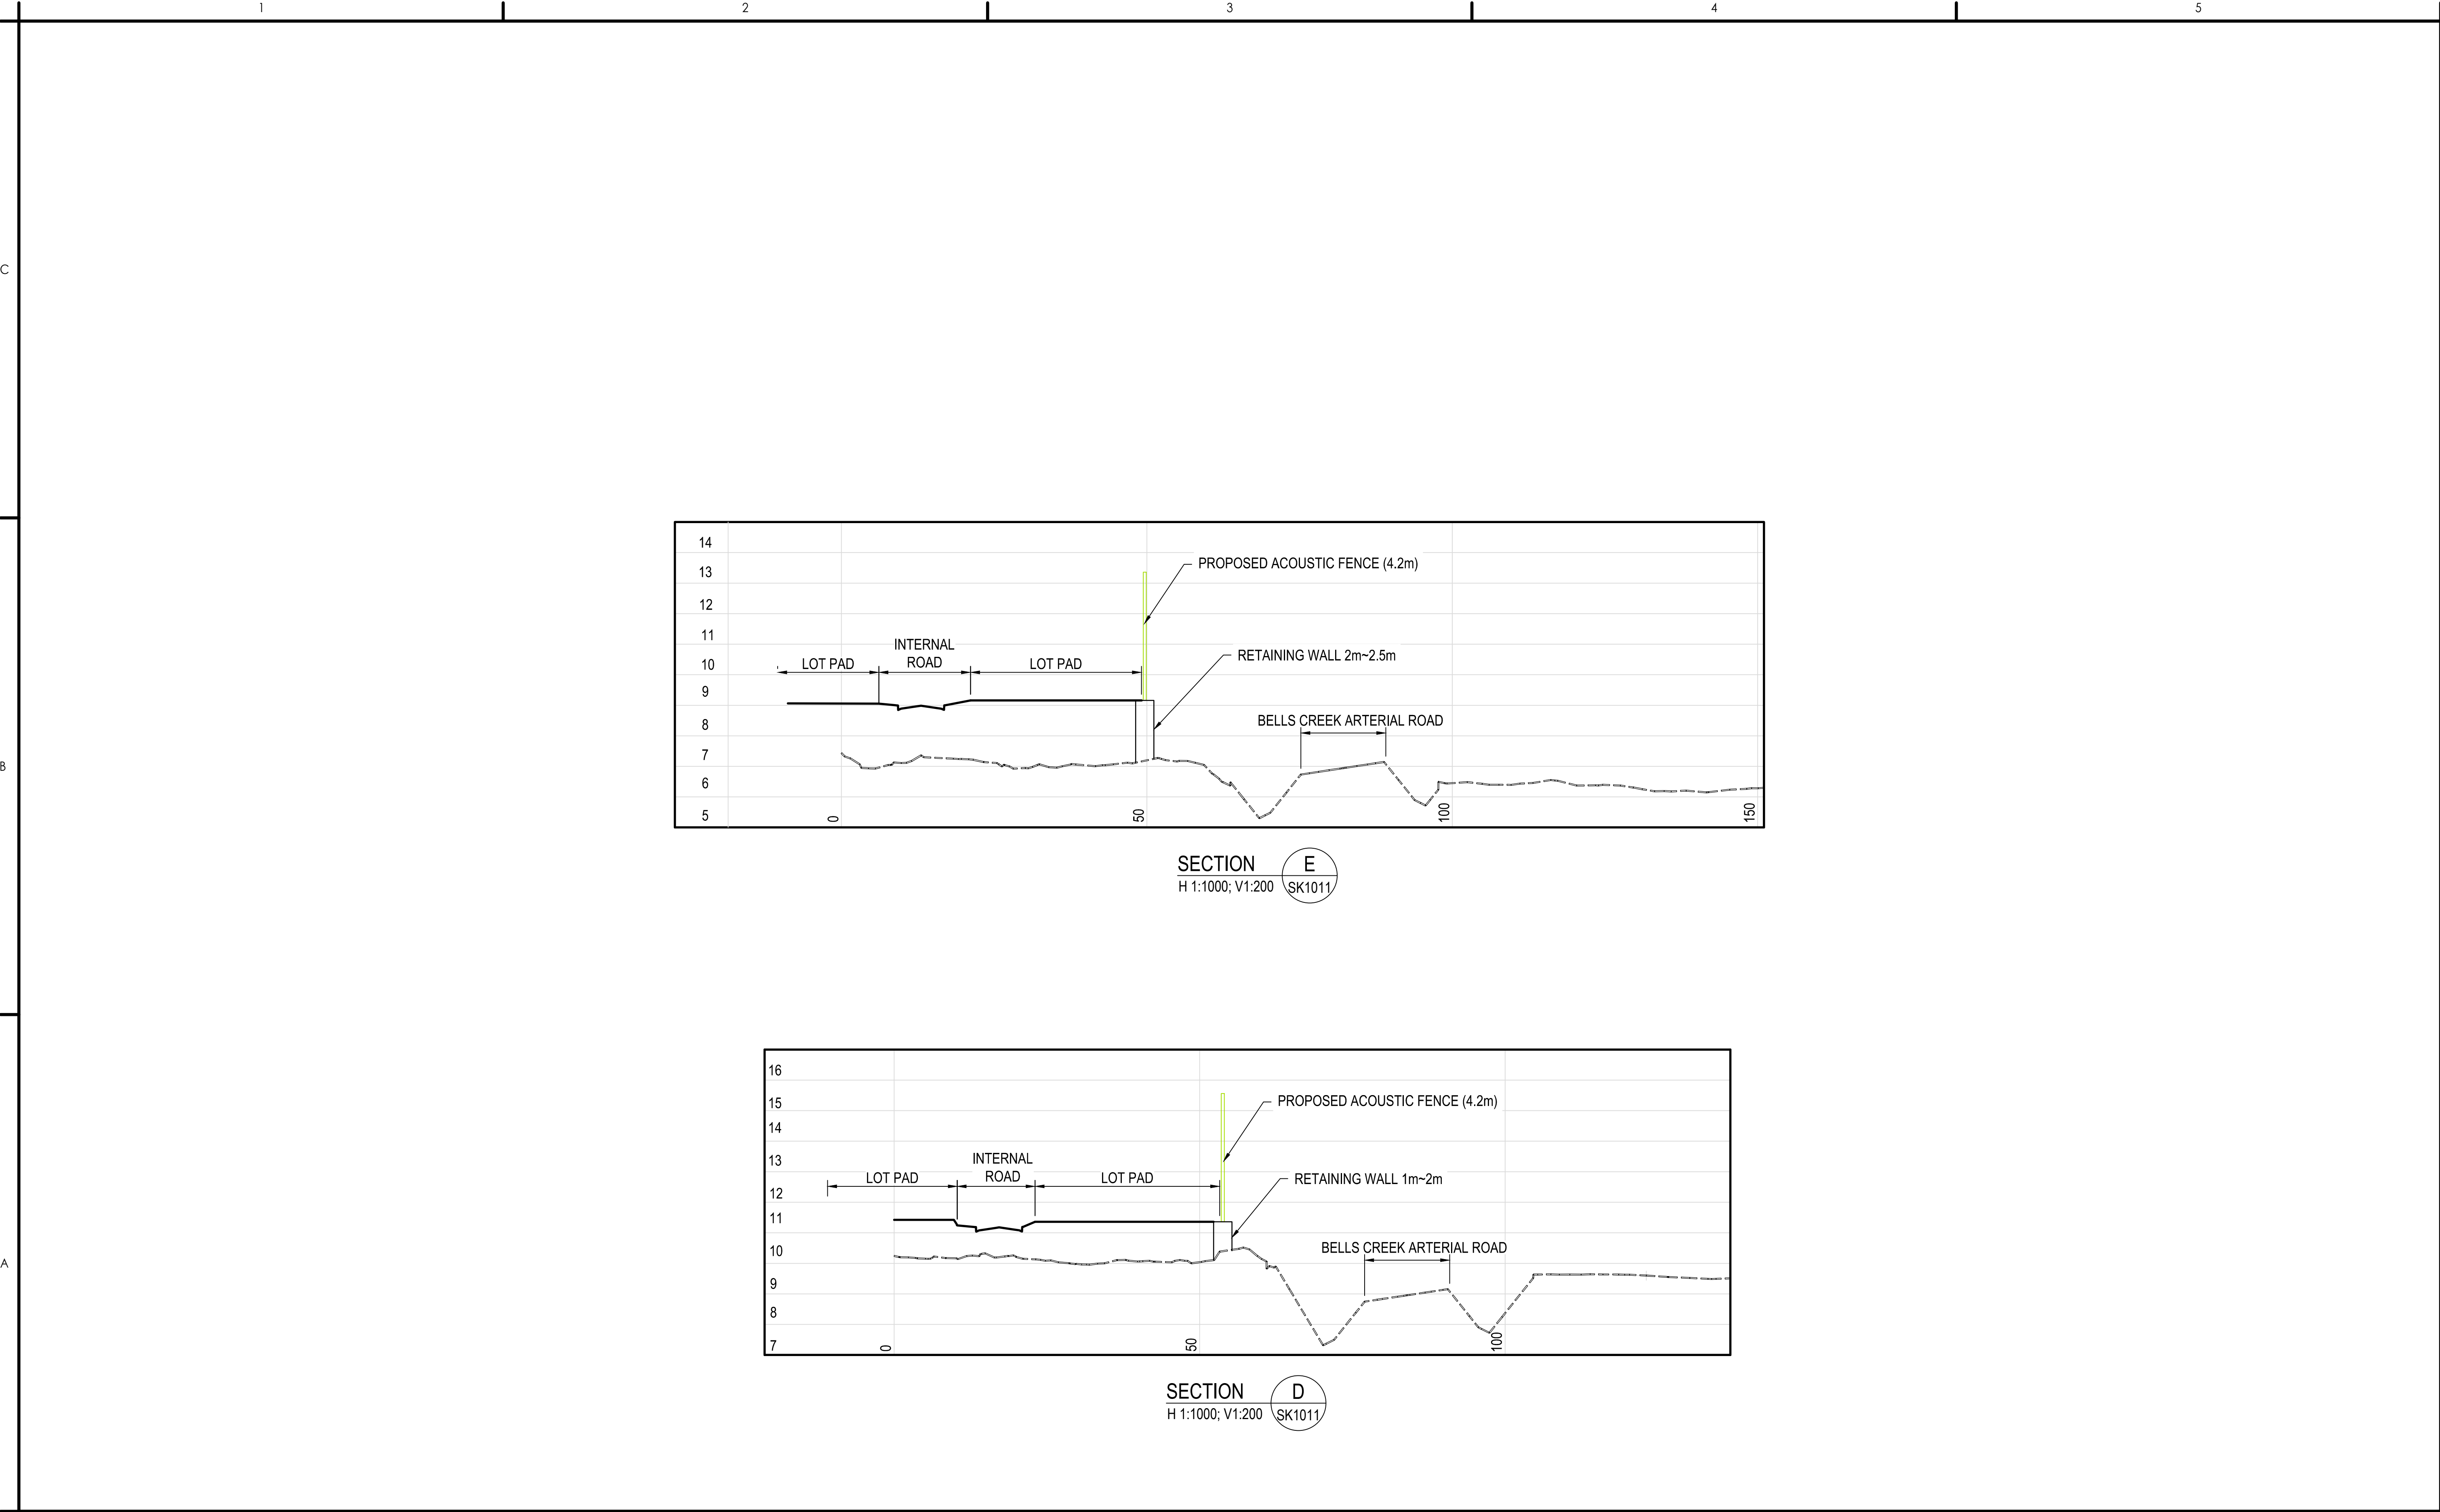 1 2 3 4 5
C
14
PROPOSED ACOUSTIC FENCE (4.2m)
13
12
11
INTERNAL
ROAD
RETAINING WALL 2m~2.5m
10
LOT PAD
LOT PAD
9
8
BELLS CREEK ARTERIAL ROAD
7
B
6
5
0 50 100 150
SECTION E
H 1:1000; V1:200 SK1011
16
15
PROPOSED ACOUSTIC FENCE (4.2m)
14
13
INTERNAL
ROAD
LOT PAD
LOT PAD
RETAINING WALL 1m~2m
12
11
10
BELLS CREEK ARTERIAL ROAD
A
9
8
7
0 50 100
SECTION D
H 1:1000; V1:200 SK1011